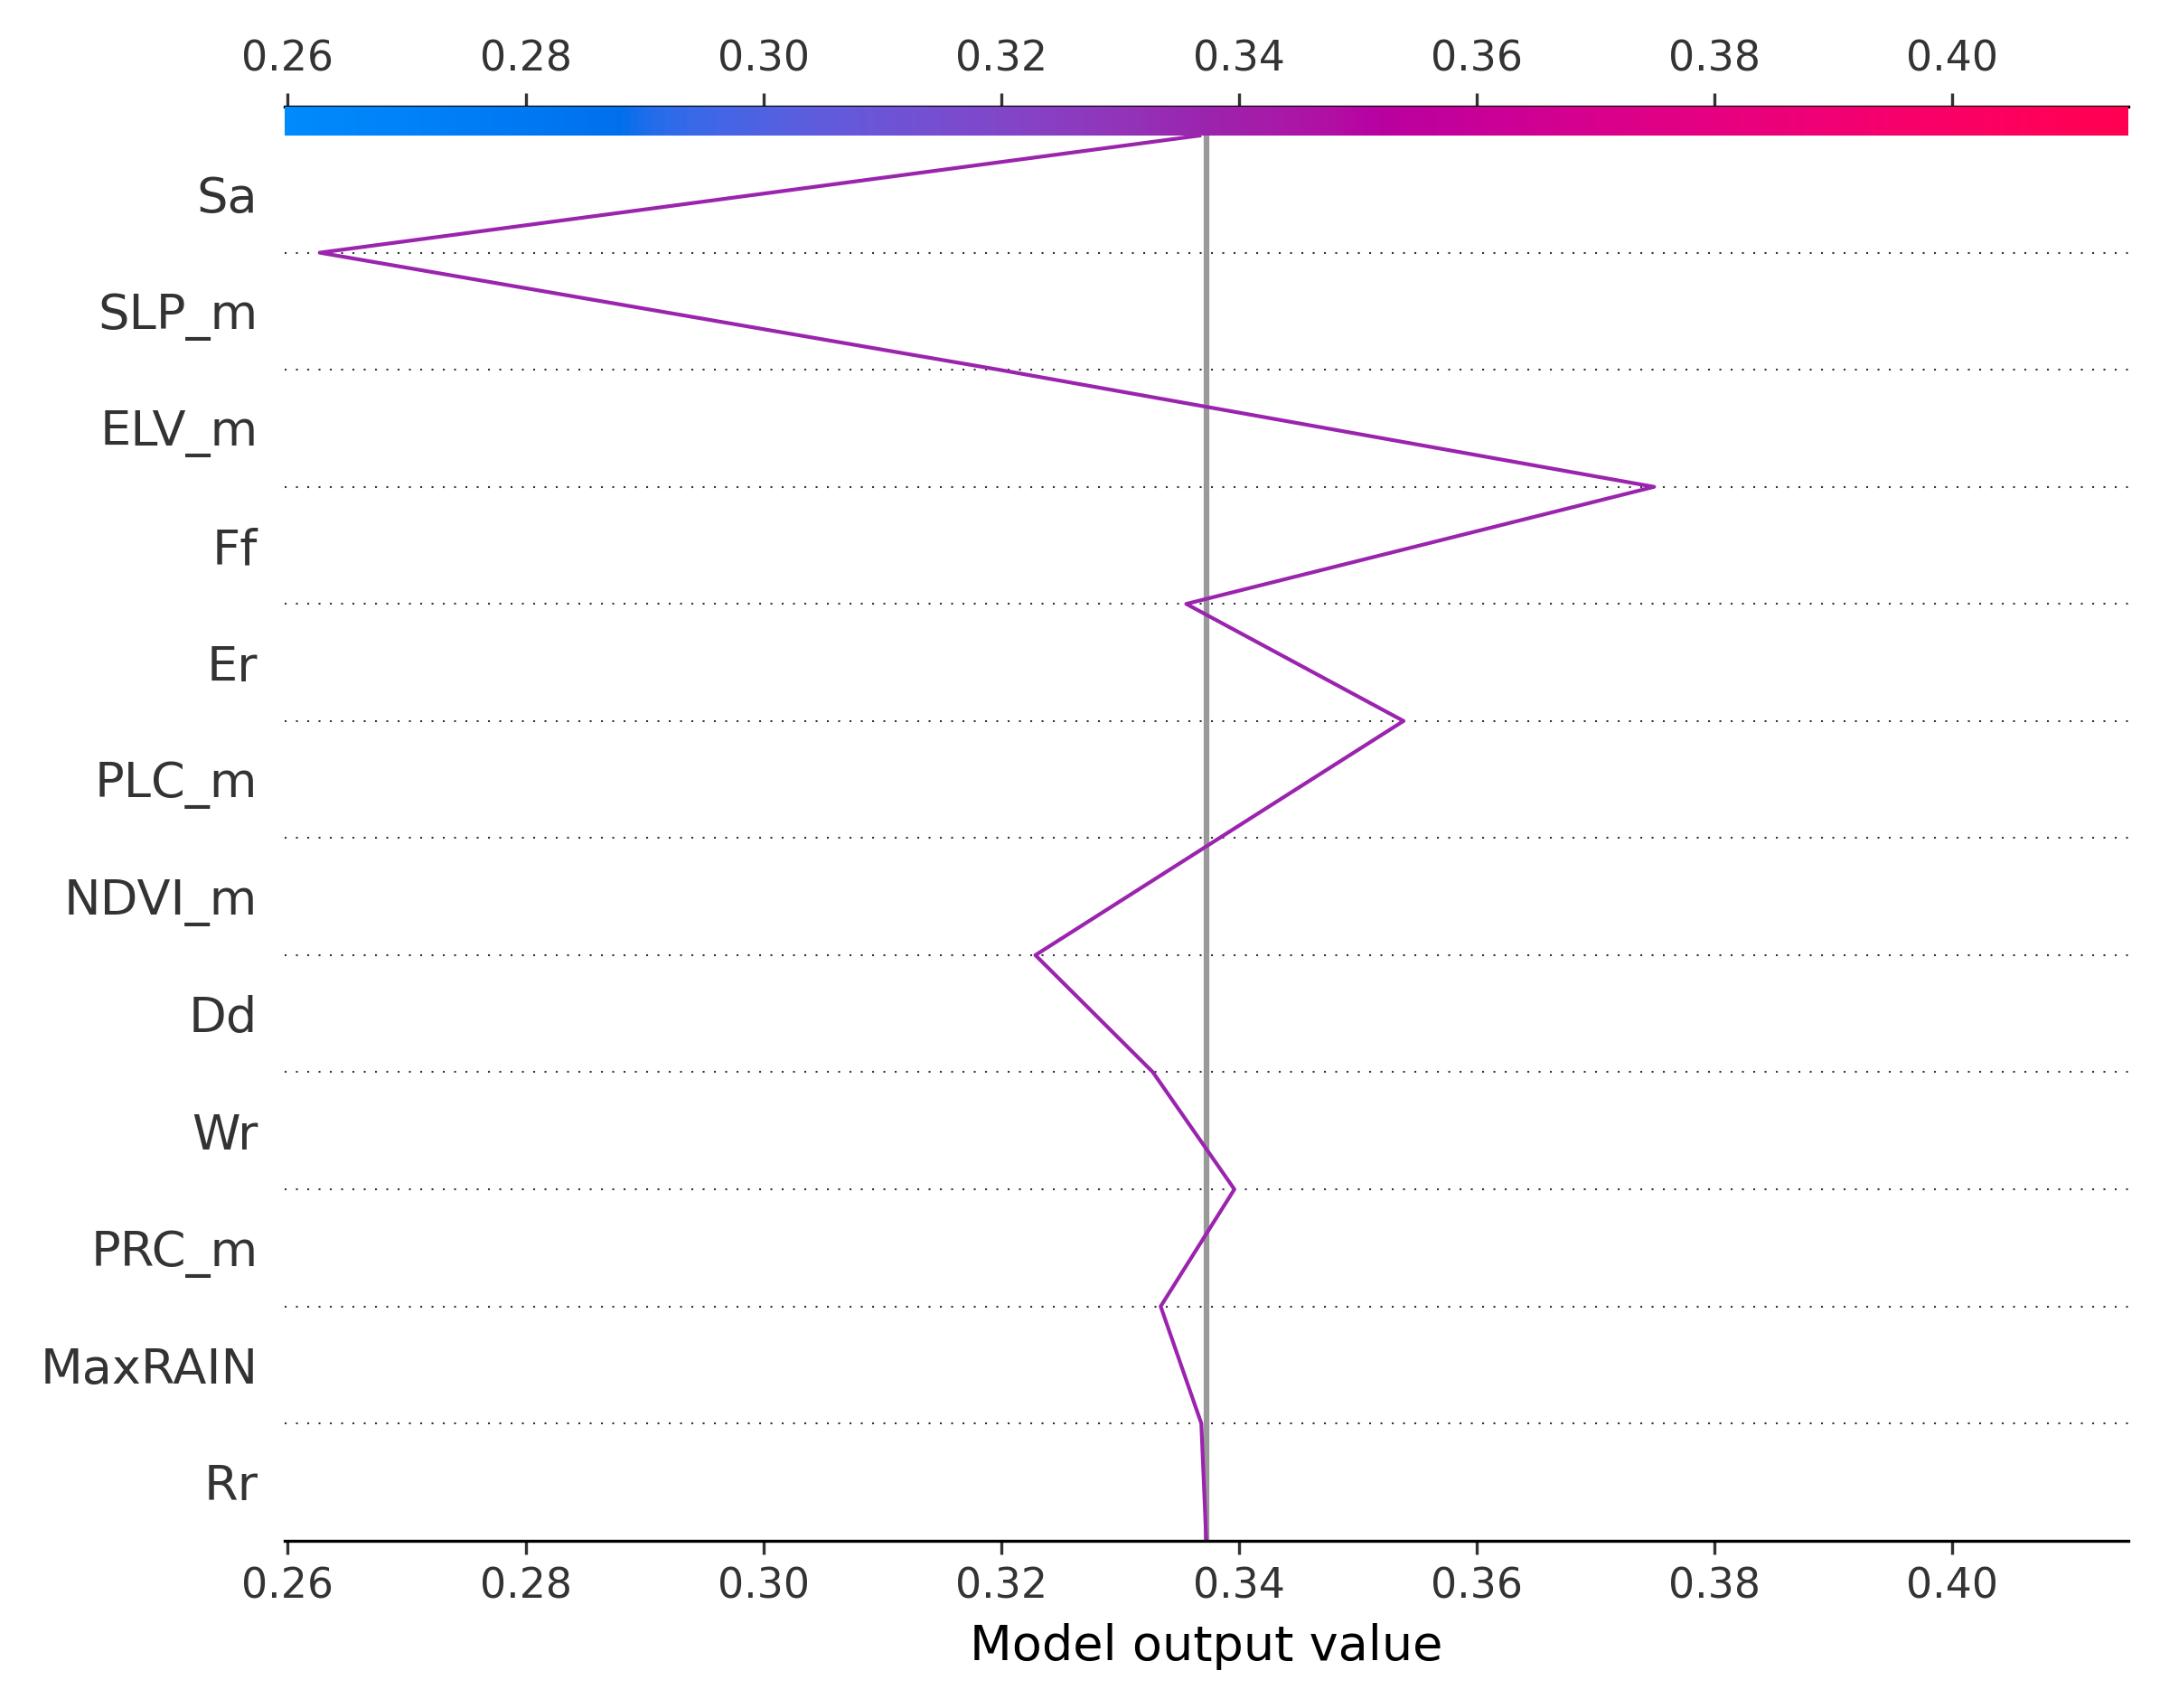 0.26 0.28 0.30 0.32 0.34 0.36 0.38 0.40
Sa
SLP_m
ELV_m
Ff
Er
PLC_m
NDVI_m
Dd
Wr
PRC_m
MaxRAIN
Rr
0.26 0.28 0.30 0.32 0.34 0.36 0.38 0.40
Model output value